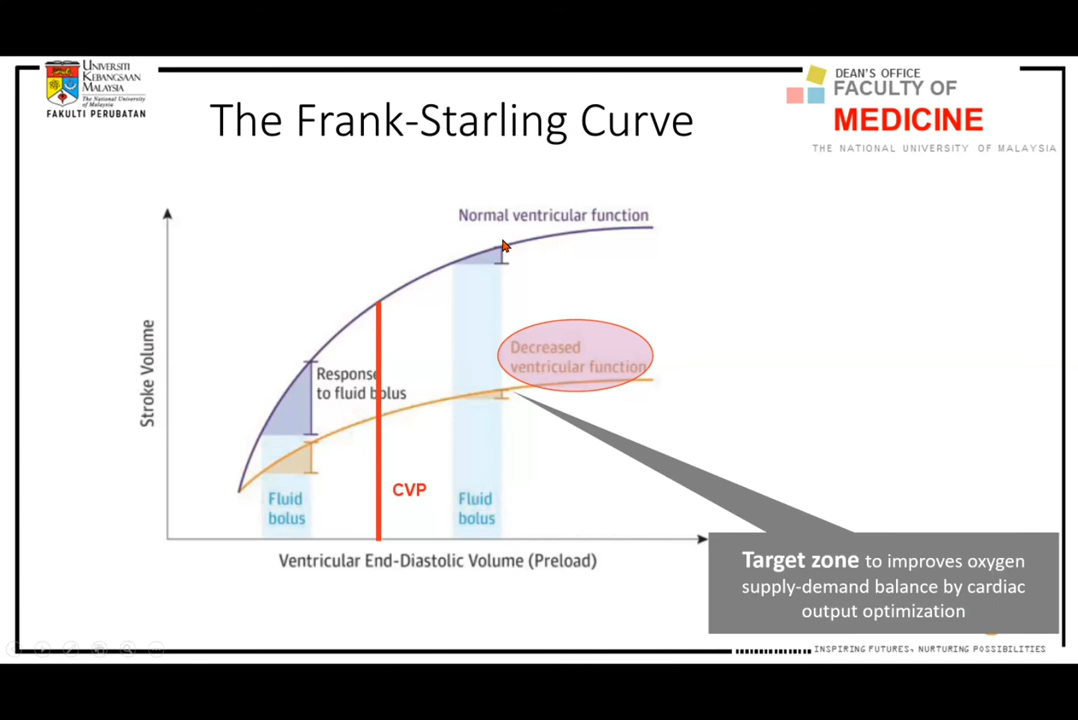 UNIVERSITI
KEBANGSAAN
MALAYSIA
The National University
of Malaysia
FAKULTI PERUBATAN
DEAN'S OFFICE
FACULTY OF
MEDICINE
THE NATIONAL UNIVERSITY OF MALAYSIA
The Frank-Starling Curve
Normal ventricular function
Decreased
ventricular function
Response
to fluid bolus
Stroke Volume
CVP
Fluid
bolus
Fluid
bolus
Ventricular End-Diastolic Volume (Preload)
Target zone to improves oxygen
supply-demand balance by cardiac
output optimization
INSPIRING FUTURES, NURTURING POSSIBILITIES